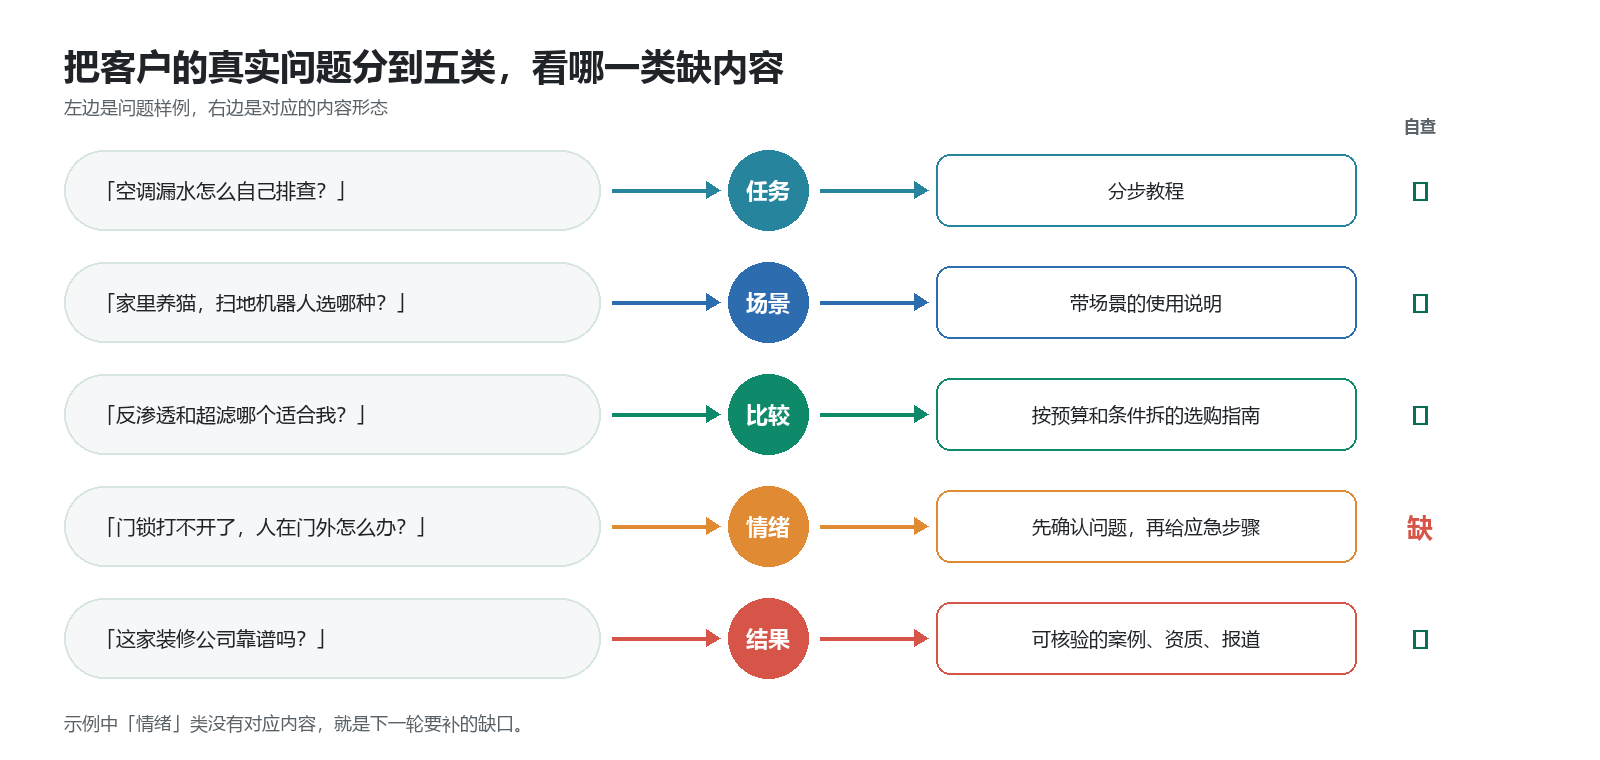 把客户的真实问题分到五类，看哪一类缺内容
左边是问题样例，右边是对应的内容形态
自查
「空调漏水怎么自己排查？」 任务 分步教程
「家里养猫，扫地机器人选哪种？」 场景 带场景的使用说明
「反渗透和超滤哪个适合我？」 比较 按预算和条件拆的选购指南
「门锁打不开了，人在门外怎么办？」 情绪 先确认问题，再给应急步骤 缺
「这家装修公司靠谱吗？」 结果 可核验的案例、资质、报道
示例中「情绪」类没有对应内容，就是下一轮要补的缺口。